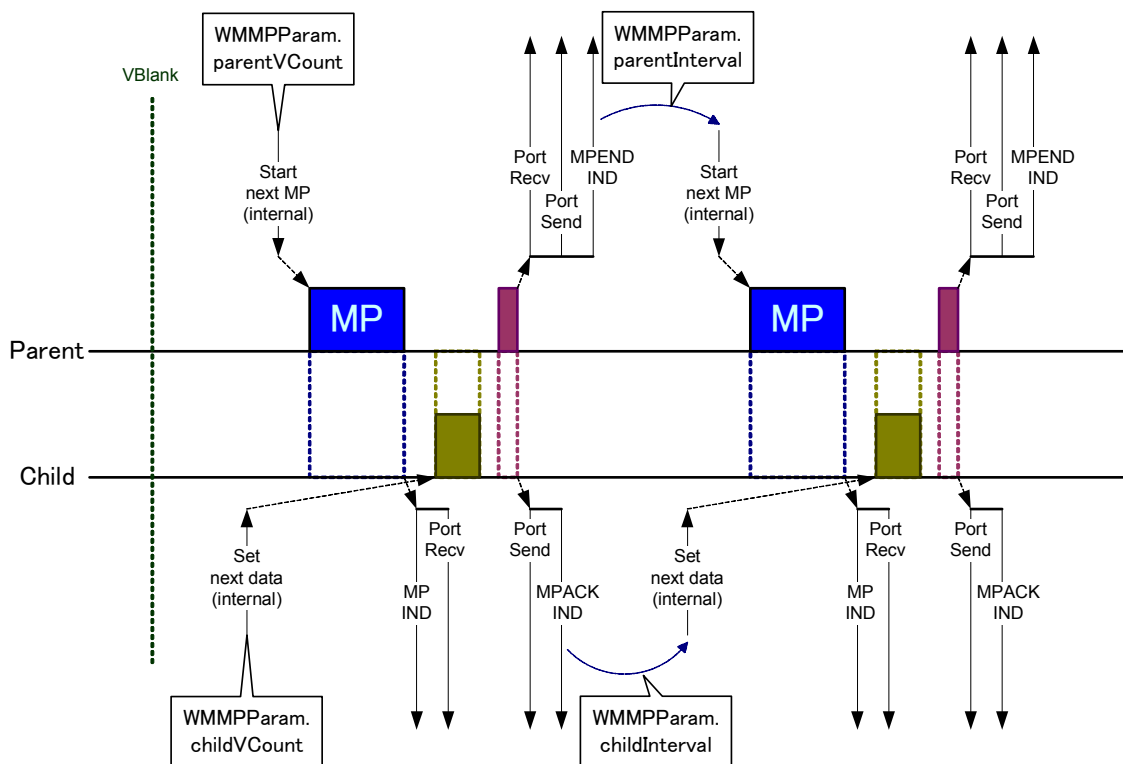 WMMPParam.
parentVCount
WMMPParam.
parentInterval
VBlank
Start
next MP
(internal)
Port
Recv
Port
Send
MPEND
IND
Start
next MP
(internal)
Port
Recv
Port
Send
MPEND
IND
MP
MP
Parent
Child
Set
next data
(internal)
MP
IND
Port
Recv
Port
Send
MPACK
IND
Set
next data
(internal)
MP
IND
Port
Recv
Port
Send
MPACK
IND
WMMPParam.
childVCount
WMMPParam.
childInterval